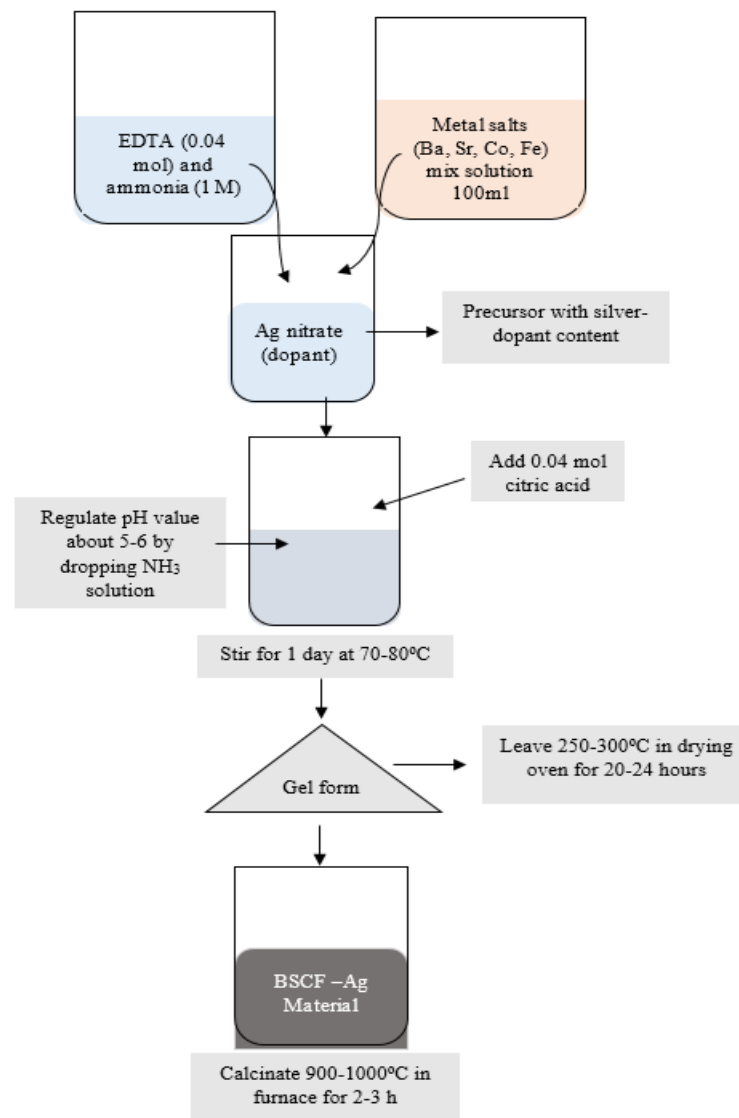 EDTA (0.04
mol) and
ammonia (1 M)
Metal salts
(Ba, Sr, Co, Fe)
mix solution
100ml
Ag nitrate
(dopant)
Precursor with silver-
dopant content
Add 0.04 mol
citric acid
Regulate pH value
about 5-6 by
dropping NH₃
solution
Stir for 1 day at 70-80⁰C
Gel form
Leave 250-300⁰C in drying
oven for 20-24 hours
BSCF –Ag
Material
Calcinate 900-1000⁰C in
furnace for 2-3 h